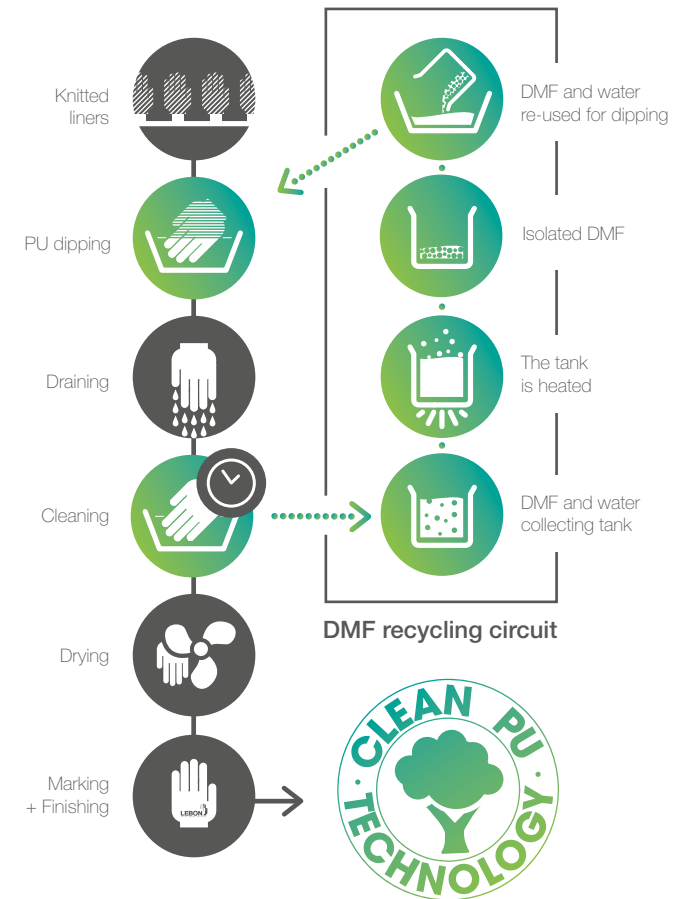 Knitted
liners
PU dipping
Draining
Cleaning
Drying
Marking
+ Finishing
LEBON
DMF and water
re-used for dipping
Isolated DMF
The tank
is heated
DMF and water
collecting tank
DMF recycling circuit
· CLEAN PU ·
TECHNOLOGY